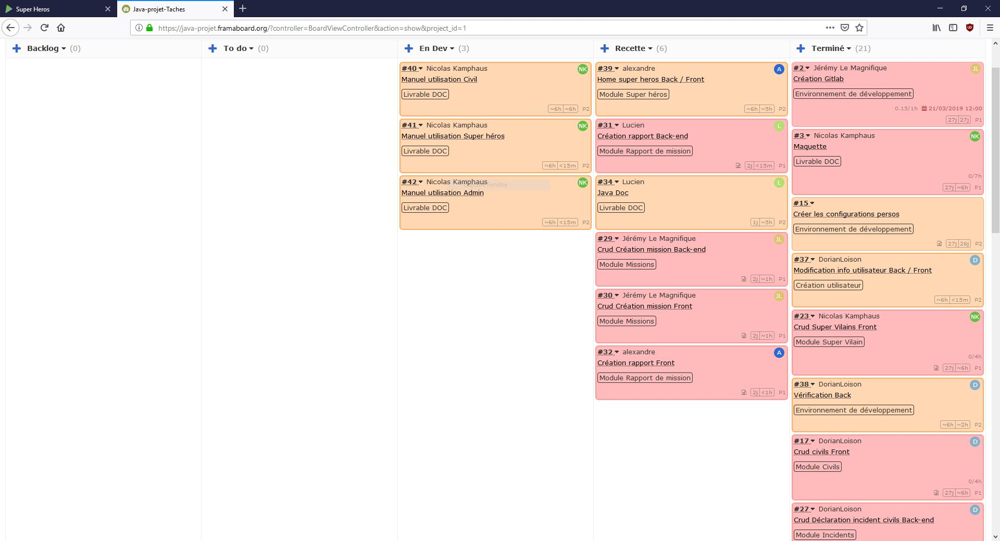 Super Heros
Java-projet-Taches
https://java-projet.framaboard.org/?controller=BoardViewController&action=show&project_id=1
Backlog (0)
To do (0)
En Dev (3)
Recette (6)
Terminé (21)
#40 Nicolas Kamphaus NK
Manuel utilisation Civil
Livrable DOC
~6h ~6h P2
#41 Nicolas Kamphaus NK
Manuel utilisation Super héros
Livrable DOC
~6h <15m P2
#42 Nicolas Kamphaus NK
Manuel utilisation Admin
Livrable DOC
~6h <15m P2
#39 alexandre A
Home super heros Back / Front
Module Super héros
~6h ~5h P2
#31 Lucien L
Création rapport Back-end
Module Rapport de mission
2j <15m P1
#34 Lucien L
Java Doc
Livrable DOC
1j ~5h P2
#29 Jérémy Le Magnifique JL
Crud Création mission Back-end
Module Missions
2j ~1h P1
#30 Jérémy Le Magnifique JL
Crud Création mission Front
Module Missions
2j ~1h P1
#32 alexandre A
Création rapport Front
Module Rapport de mission
2j <1h P1
#2 Jérémy Le Magnifique JL
Création Gitlab
Environnement de développement
0.15/1h 21/03/2019 12:00
27j 27j P1
#3 Nicolas Kamphaus NK
Maquette
Livrable DOC
0/7h
27j ~6h P1
#15
Créer les configurations persos
Environnement de développement
27j 26j P2
#37 DorianLoison D
Modification info utilisateur Back / Front
Création utilisateur
~6h <15m P2
#23 Nicolas Kamphaus NK
Crud Super Vilains Front
Module Super Vilain
0/4h
27j ~6h P1
#38 DorianLoison D
Vérification Back
Environnement de développement
~6h ~2h P2
#17 DorianLoison D
Crud civils Front
Module Civils
0/4h
27j ~6h P1
#27 DorianLoison D
Crud Déclaration incident civils Back-end
Module Incidents